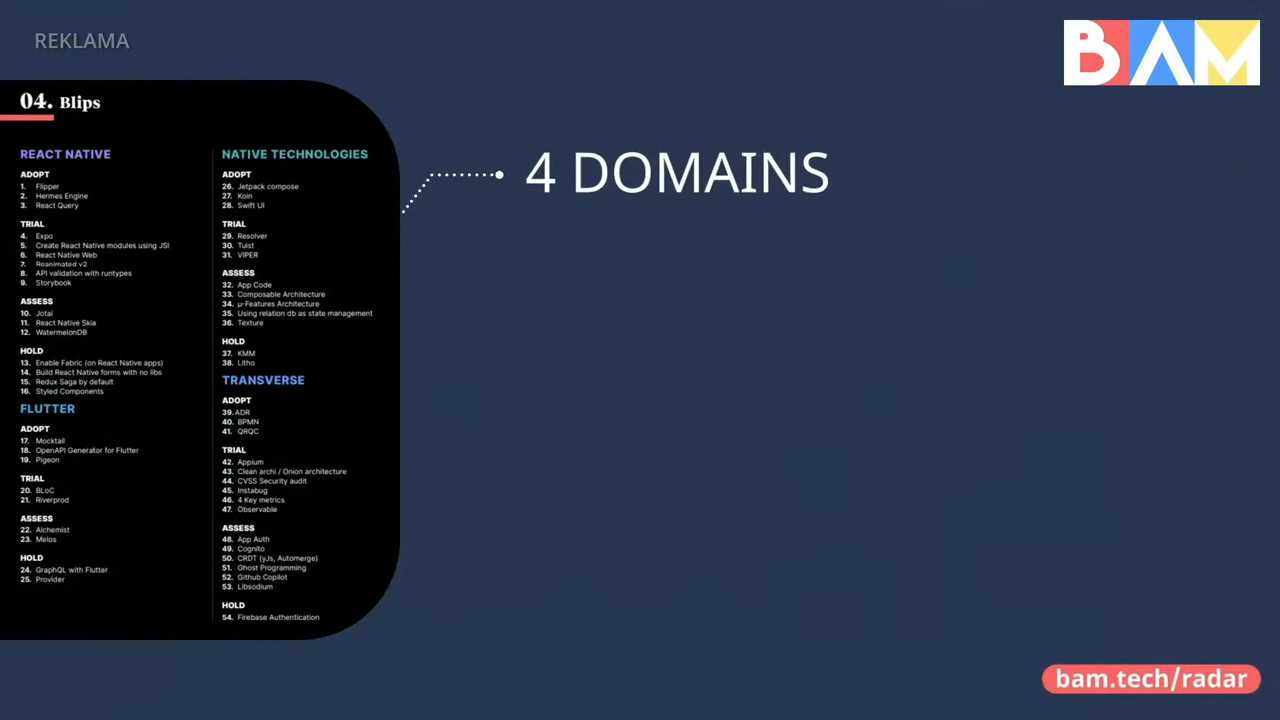 REKLAMA
BAM
04. Blips
REACT NATIVE
ADOPT
1. Flipper
2. Hermes Engine
3. React Query
TRIAL
4. Expo
5. Create React Native modules using JSI
6. React Native Web
7. Reanimated v2
8. API validation with runtypes
9. Storybook
ASSESS
10. Jotai
11. React Native Skia
12. WatermelonDB
HOLD
13. Enable Fabric (on React Native apps)
14. Build React Native forms with no libs
15. Redux Saga by default
16. Styled Components
FLUTTER
ADOPT
17. Mocktail
18. OpenAPI Generator for Flutter
19. Pigeon
TRIAL
20. BLoC
21. Riverprod
ASSESS
22. Alchemist
23. Melos
HOLD
24. GraphQL with Flutter
25. Provider
NATIVE TECHNOLOGIES
ADOPT
26. Jetpack compose
27. Koin
28. Swift UI
TRIAL
29. Resolver
30. Tuist
31. VIPER
ASSESS
32. App Code
33. Composable Architecture
34. µ-Features Architecture
35. Using relation db as state management
36. Texture
HOLD
37. KMM
38. Litho
TRANSVERSE
ADOPT
39. ADR
40. BPMN
41. QRQC
TRIAL
42. Appium
43. Clean archi / Onion architecture
44. CVSS Security audit
45. Instabug
46. 4 Key metrics
47. Observable
ASSESS
48. App Auth
49. Cognito
50. CRDT (yJs, Automerge)
51. Ghost Programming
52. Github Copilot
53. Libsodium
HOLD
54. Firebase Authentication
4 DOMAINS
bam.tech/radar